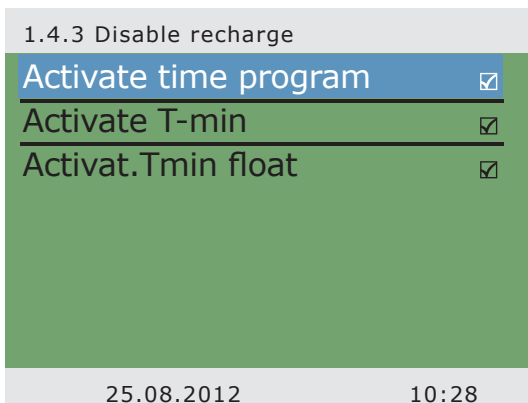 1.4.3 Disable recharge
Activate time program ☑
Activate T-min ☑
Activat.Tmin float ☑
25.08.2012 10:28